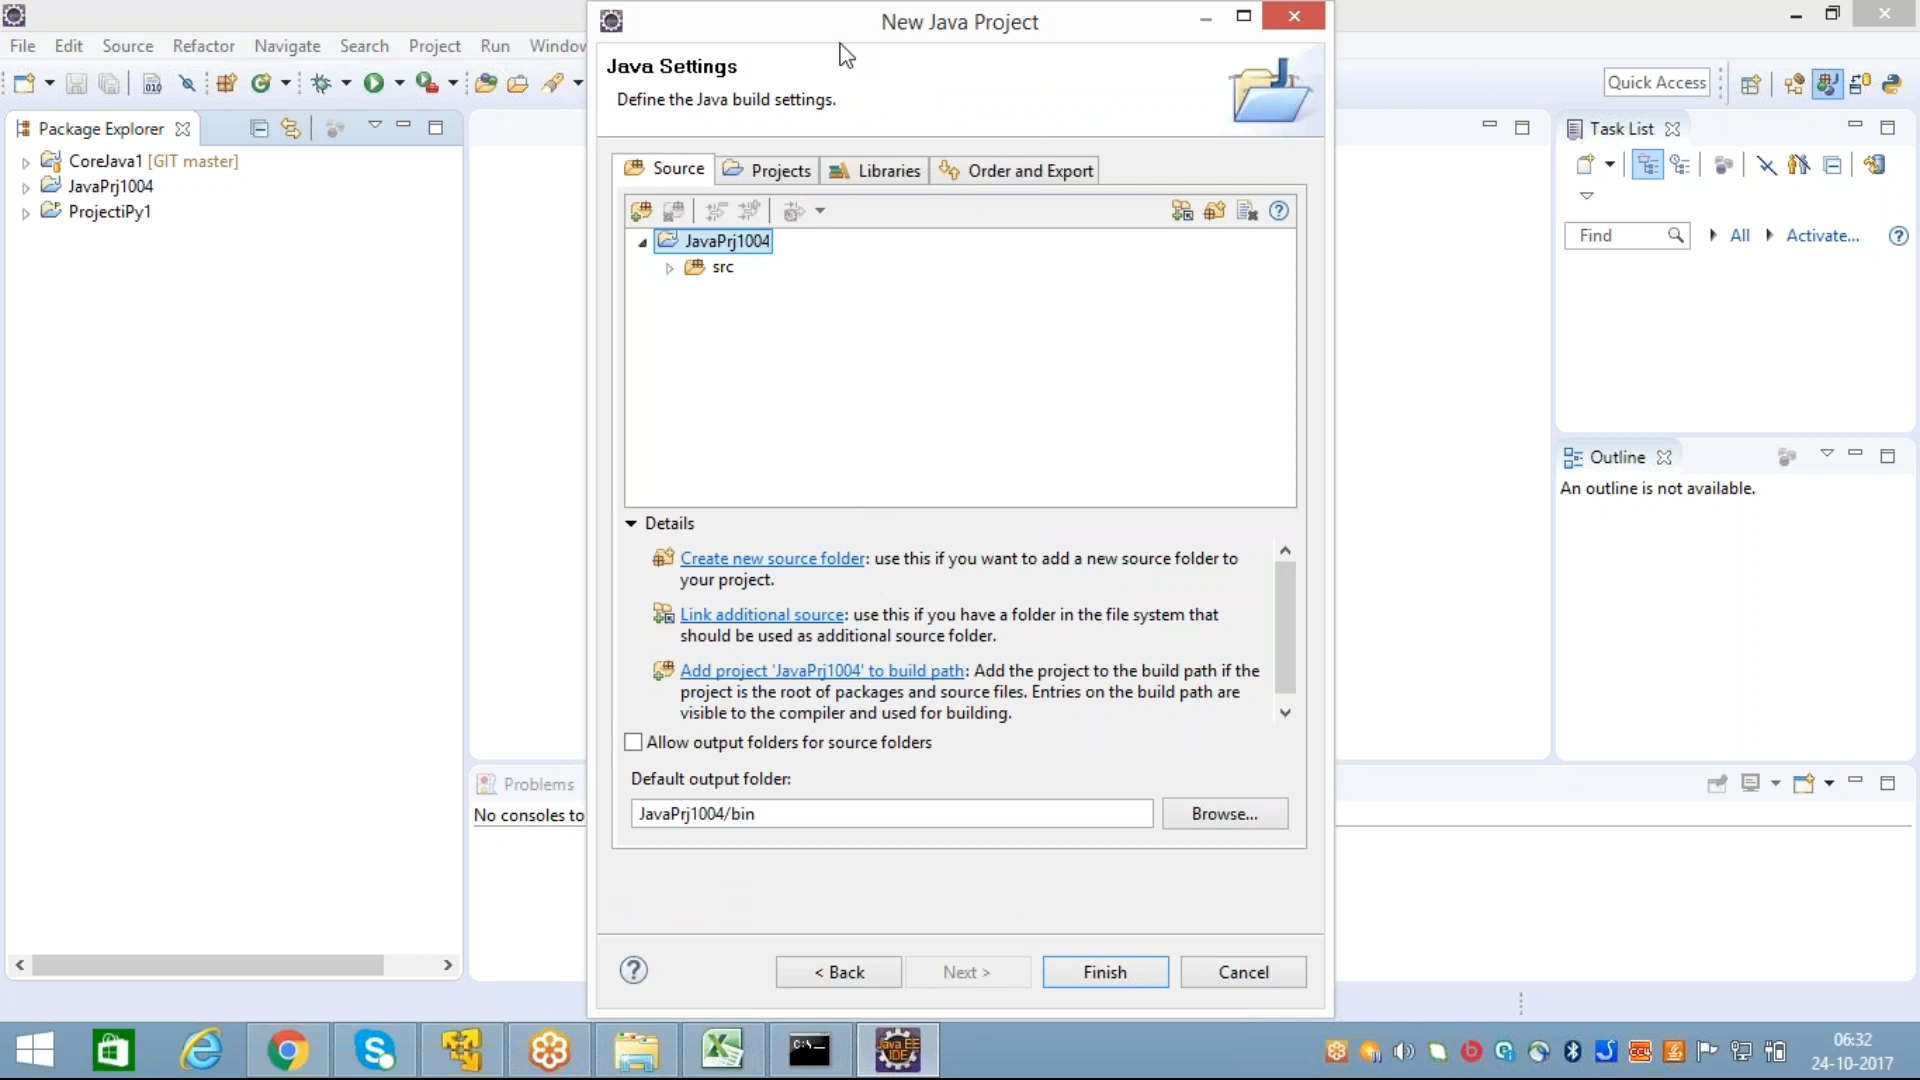 New Java Project
File Edit Source Refactor Navigate Search Project Run Window
Java Settings
Define the Java build settings.
Quick Access
Package Explorer
CoreJava1 [GIT master]
JavaPrj1004
ProjectiPy1
Source Projects Libraries Order and Export
JavaPrj1004
src
Details
Create new source folder: use this if you want to add a new source folder to
your project.
Link additional source: use this if you have a folder in the file system that
should be used as additional source folder.
Add project 'JavaPrj1004' to build path: Add the project to the build path if the
project is the root of packages and source files. Entries on the build path are
visible to the compiler and used for building.
Allow output folders for source folders
Default output folder:
JavaPrj1004/bin
Browse...
< Back
Next >
Finish
Cancel
Task List
Find
All
Activate...
Outline
An outline is not available.
Problems
No consoles to
Java EE
IDE
06:32
24-10-2017